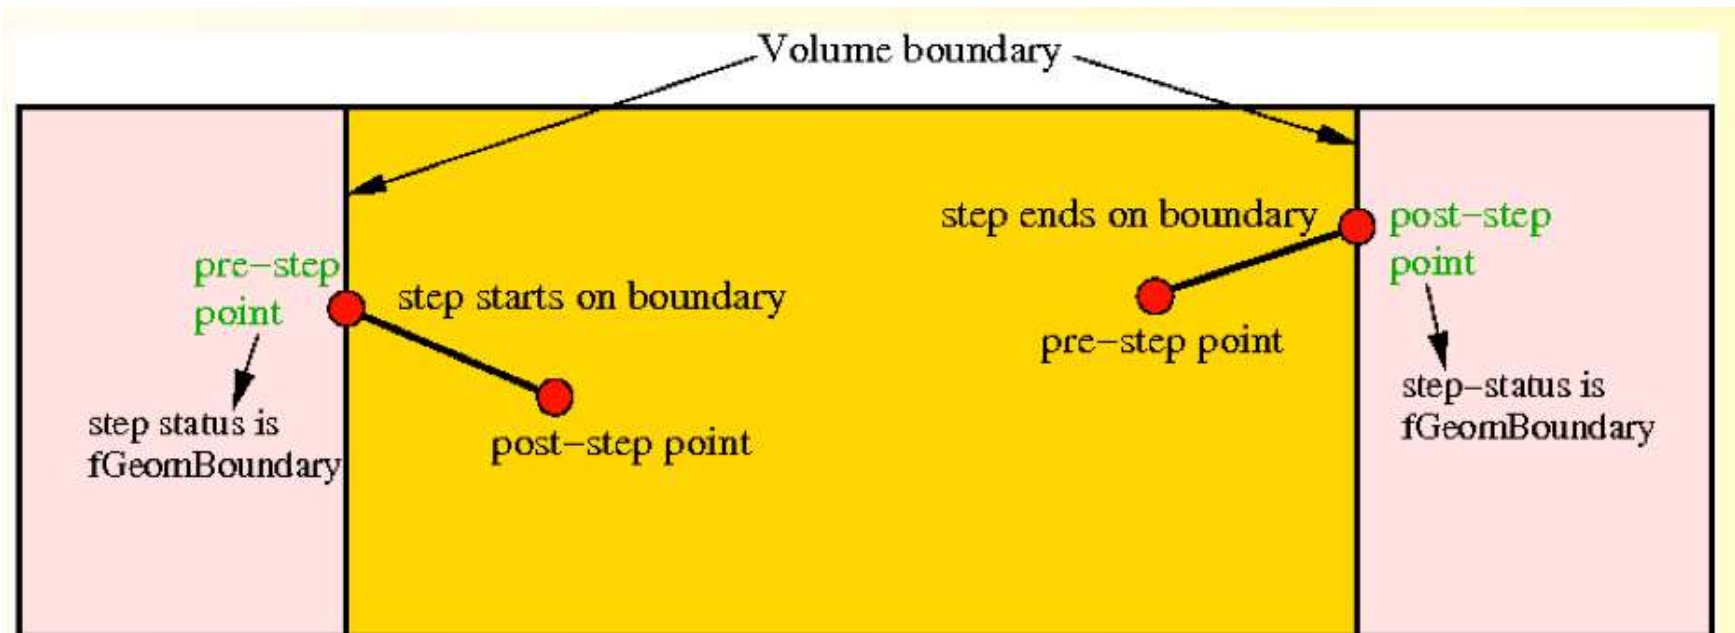 Volume boundary
step ends on boundary
post-step
point
pre-step
point
step starts on boundary
pre-step point
step-status is
fGeomBoundary
step status is
fGeomBoundary
post-step point